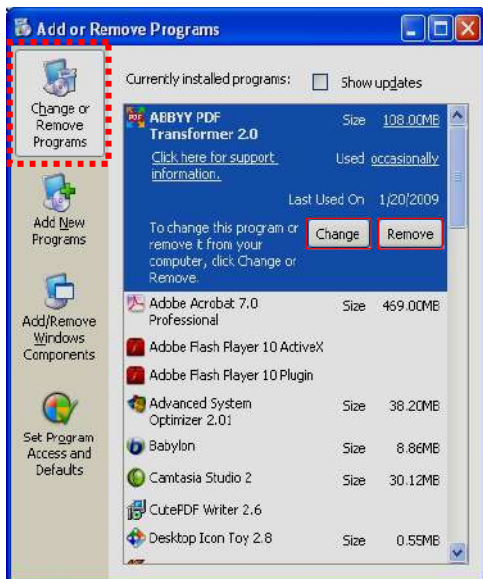 Add or Remove Programs
Change or
Remove
Programs
Add New
Programs
Add/Remove
Windows
Components
Set Program
Access and
Defaults
Currently installed programs: Show updates
ABBYY PDF
Transformer 2.0
Size 108.00MB
Click here for support
information.
Used occasionally
Last Used On 1/20/2009
To change this program or
remove it from your
computer, click Change or
Remove.
Change Remove
Adobe Acrobat 7.0
Professional
Size 469.00MB
Adobe Flash Player 10 ActiveX
Adobe Flash Player 10 Plugin
Advanced System
Optimizer 2.01
Size 38.20MB
Babylon Size 8.86MB
Camtasia Studio 2 Size 30.12MB
CutePDF Writer 2.6
Desktop Icon Toy 2.8 Size 0.55MB